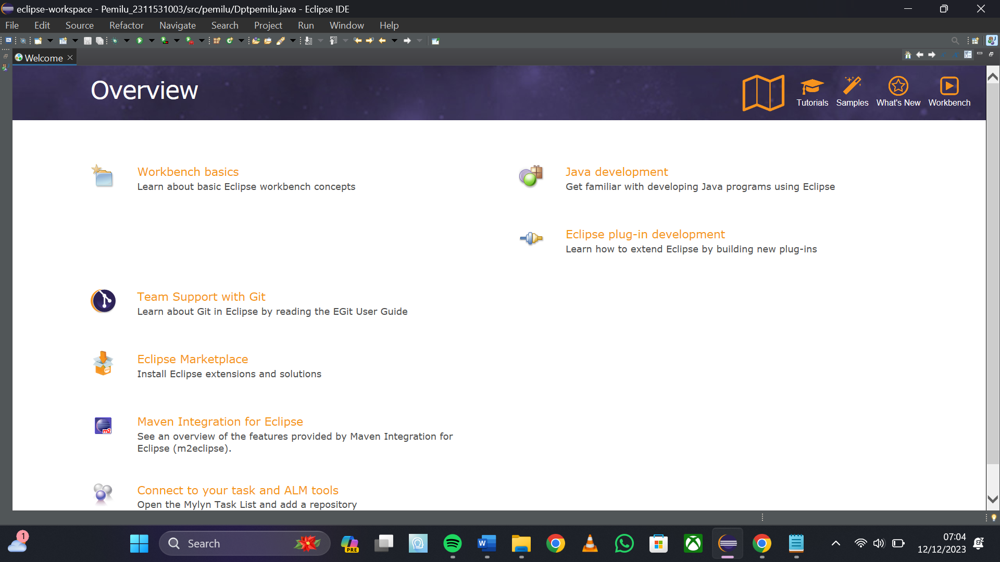 eclipse-workspace - Pemilu_2311531003/src/pemilu/Dptpemilu.java - Eclipse IDE
File Edit Source Refactor Navigate Search Project Run Window Help
Welcome
Overview
Tutorials Samples What's New Workbench
Workbench basics
Learn about basic Eclipse workbench concepts
Java development
Get familiar with developing Java programs using Eclipse
Eclipse plug-in development
Learn how to extend Eclipse by building new plug-ins
Team Support with Git
Learn about Git in Eclipse by reading the EGit User Guide
Eclipse Marketplace
Install Eclipse extensions and solutions
m2
Maven Integration for Eclipse
See an overview of the features provided by Maven Integration for
Eclipse (m2eclipse).
Connect to your task and ALM tools
Open the Mylyn Task List and add a repository
1
Search
PRE
W
07:04
12/12/2023